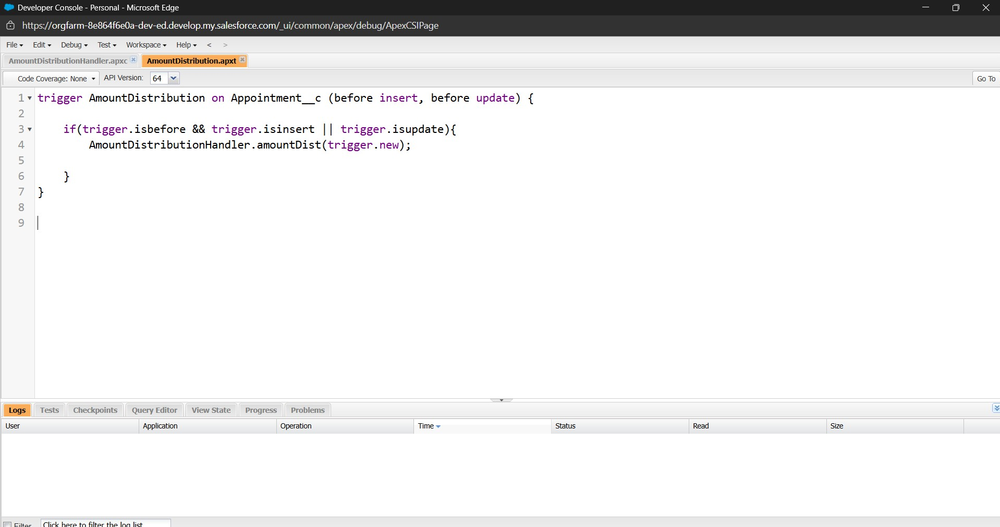 Developer Console - Personal - Microsoft Edge
https://orgfarm-8e864f6e0a-dev-ed.develop.my.salesforce.com/_ui/common/apex/debug/ApexCSIPage
File Edit Debug Test Workspace Help < >
AmountDistributionHandler.apxc AmountDistribution.apxt
Code Coverage: None API Version: 64 Go To
1 trigger AmountDistribution on Appointment__c (before insert, before update) {
2
3 if(trigger.isbefore && trigger.isinsert || trigger.isupdate){
4 AmountDistributionHandler.amountDist(trigger.new);
5
6 }
7 }
8
9
Logs Tests Checkpoints Query Editor View State Progress Problems
User Application Operation Time Status Read Size
Filter Click here to filter the log list